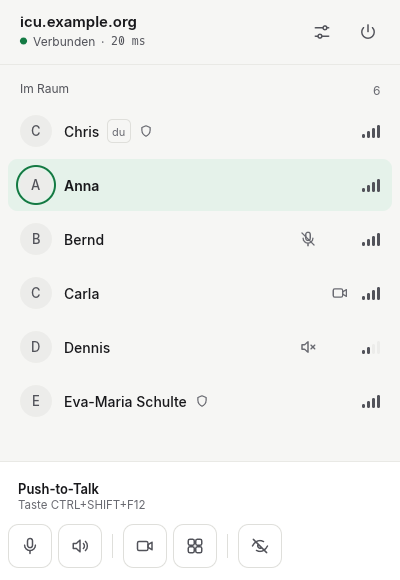 icu.example.org
Verbunden · 20 ms
Im Raum 6
C Chris du
A Anna
B Bernd
C Carla
D Dennis
E Eva-Maria Schulte
Push-to-Talk
Taste CTRL+SHIFT+F12